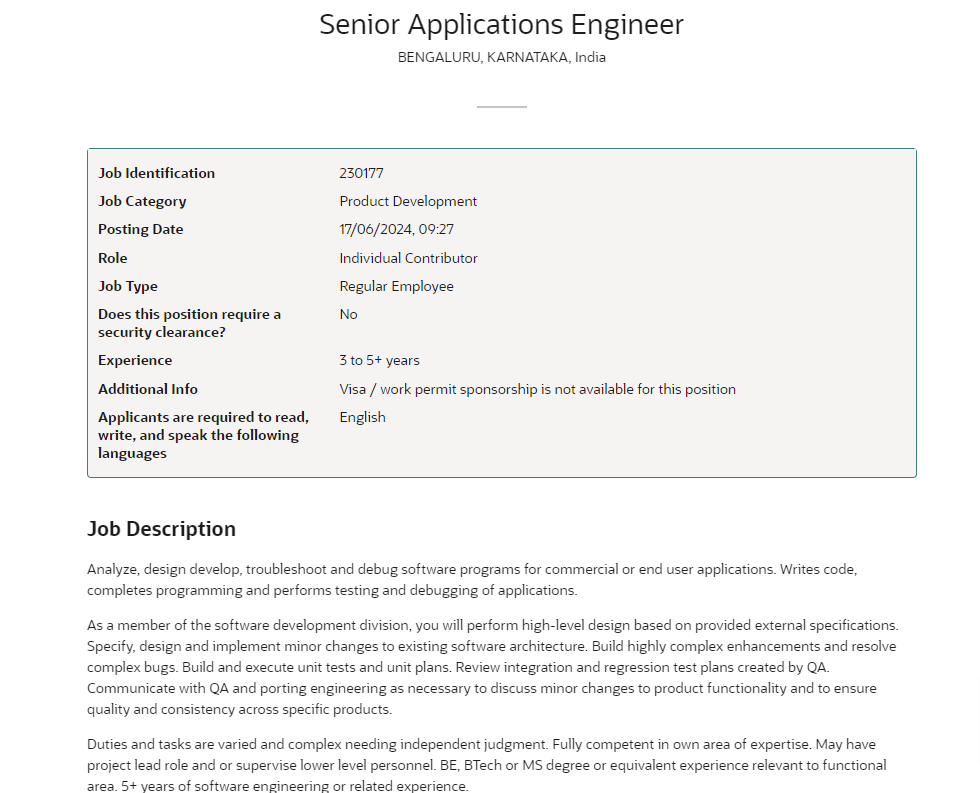 Senior Applications Engineer
BENGALURU, KARNATAKA, India
Job Identification 230177
Job Category Product Development
Posting Date 17/06/2024, 09:27
Role Individual Contributor
Job Type Regular Employee
Does this position require a No
security clearance?
Experience 3 to 5+ years
Additional Info Visa / work permit sponsorship is not available for this position
Applicants are required to read, English
write, and speak the following
languages
Job Description
Analyze, design develop, troubleshoot and debug software programs for commercial or end user applications. Writes code,
completes programming and performs testing and debugging of applications.
As a member of the software development division, you will perform high-level design based on provided external specifications.
Specify, design and implement minor changes to existing software architecture. Build highly complex enhancements and resolve
complex bugs. Build and execute unit tests and unit plans. Review integration and regression test plans created by QA.
Communicate with QA and porting engineering as necessary to discuss minor changes to product functionality and to ensure
quality and consistency across specific products.
Duties and tasks are varied and complex needing independent judgment. Fully competent in own area of expertise. May have
project lead role and or supervise lower level personnel. BE, BTech or MS degree or equivalent experience relevant to functional
area. 5+ years of software engineering or related experience.